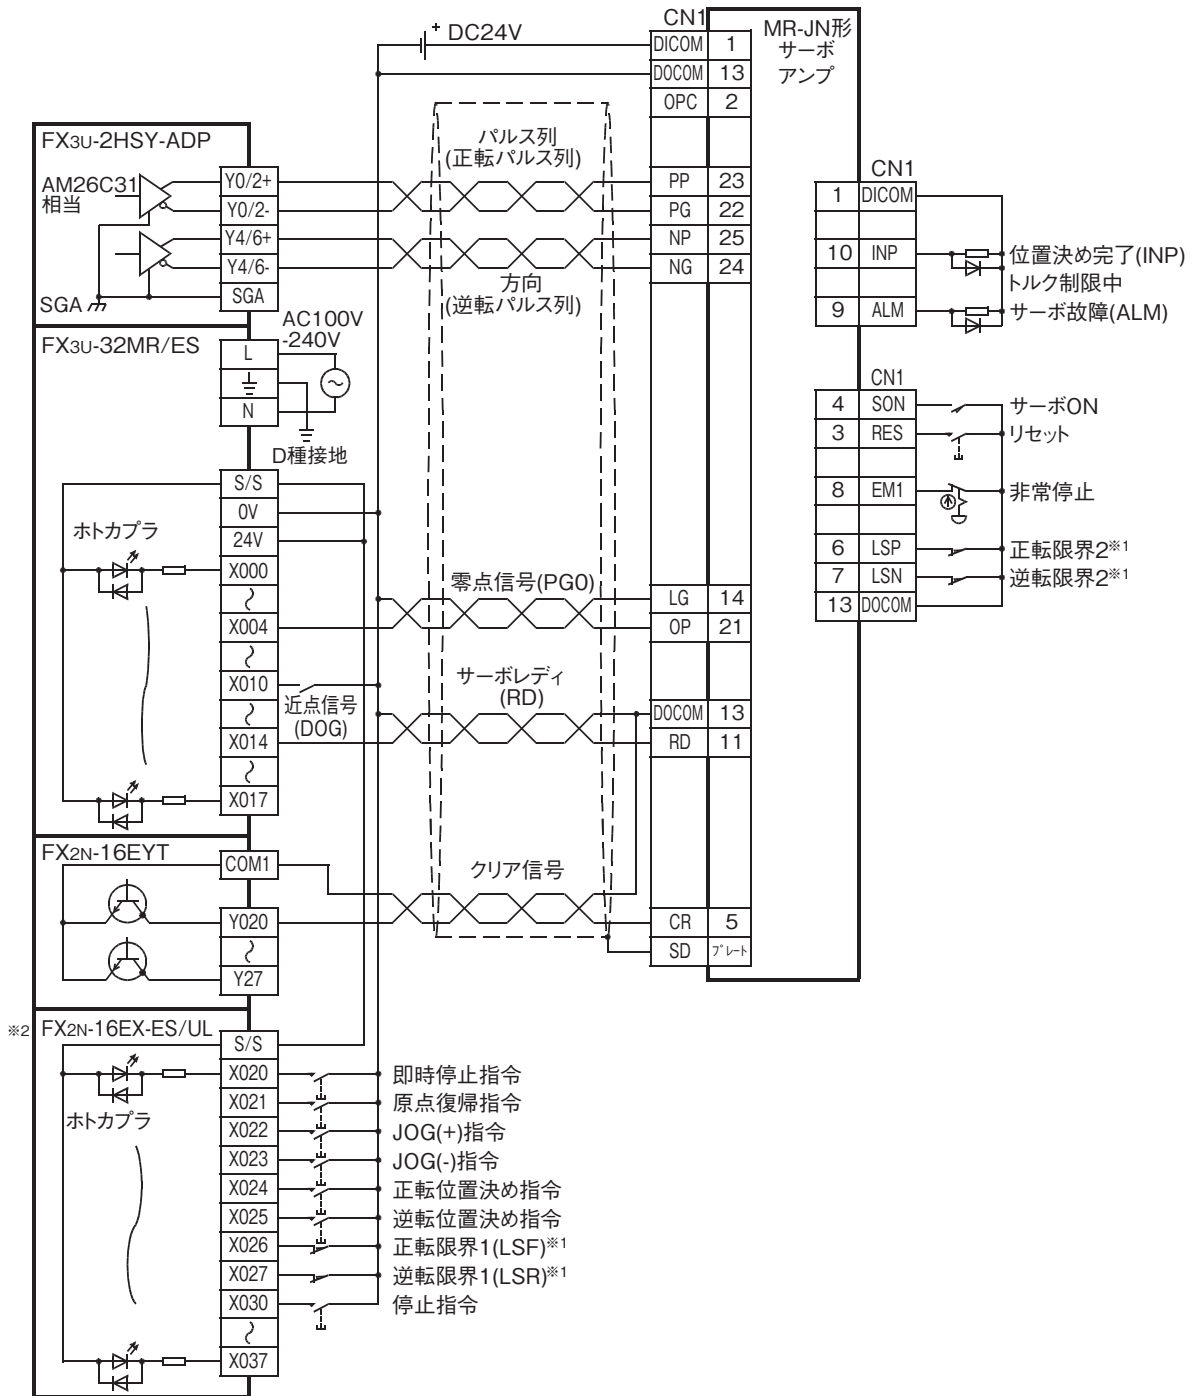 CN1
DC24V
+
DICOM 1
DOCOM 13
OPC 2
MR-JN形
サーボ
アンプ
FX3U-2HSY-ADP
AM26C31
相当
Y0/2+
Y0/2-
Y4/6+
Y4/6-
SGA
SGA
パルス列
(正転パルス列)
方向
(逆転パルス列)
PP 23
PG 22
NP 25
NG 24
CN1
1 DICOM
10 INP
位置決め完了(INP)
トルク制限中
9 ALM
サーボ故障(ALM)
FX3U-32MR/ES
AC100V
-240V
L
N
D種接地
CN1
4 SON
サーボON
3 RES
リセット
8 EM1
非常停止
6 LSP
正転限界2※1
7 LSN
逆転限界2※1
13 DOCOM
S/S
0V
24V
ホトカプラ
X000
X004
X010
X014
X017
零点信号(PG0)
LG 14
OP 21
近点信号
(DOG)
サーボレディ
(RD)
DOCOM 13
RD 11
FX2N-16EYT
COM1
Y020
Y27
クリア信号
CR 5
SD プレート
※2
FX2N-16EX-ES/UL
S/S
ホトカプラ
X020
即時停止指令
X021
原点復帰指令
X022
JOG(+)指令
X023
JOG(-)指令
X024
正転位置決め指令
X025
逆転位置決め指令
X026
正転限界1(LSF)※1
X027
逆転限界1(LSR)※1
X030
停止指令
X037